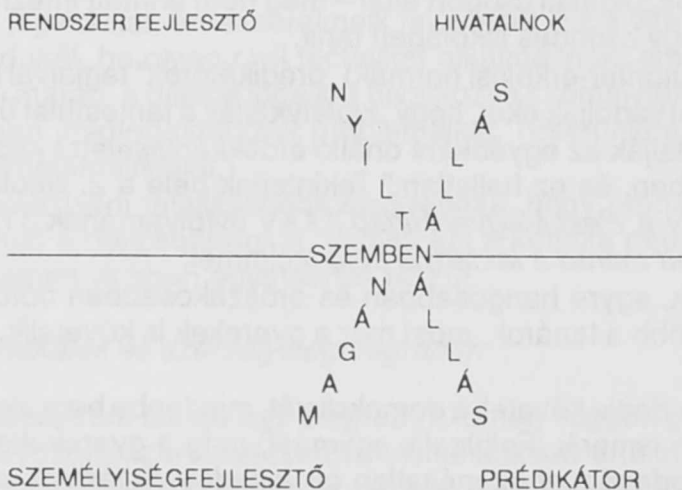 RENDSZER FEJLESZTŐ HIVATALNOK
N S
Y Á
Í L
L L
T Á
SZEMBEN
N Á
Á L
G L
A Á
M S
SZEMÉLYISÉGFEJLESZTŐ PRÉDIKÁTOR